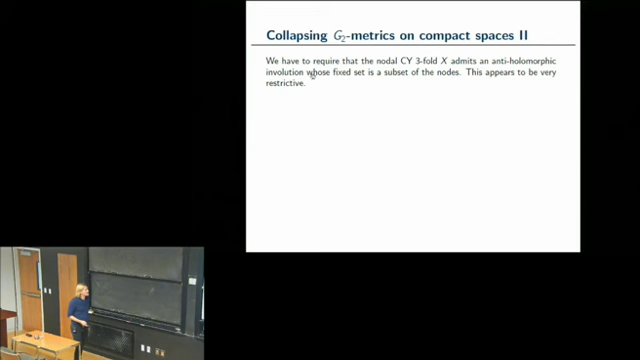 Collapsing G₂-metrics on compact spaces II
We have to require that the nodal CY 3-fold X admits an anti-holomorphic
involution whose fixed set is a subset of the nodes. This appears to be very
restrictive.